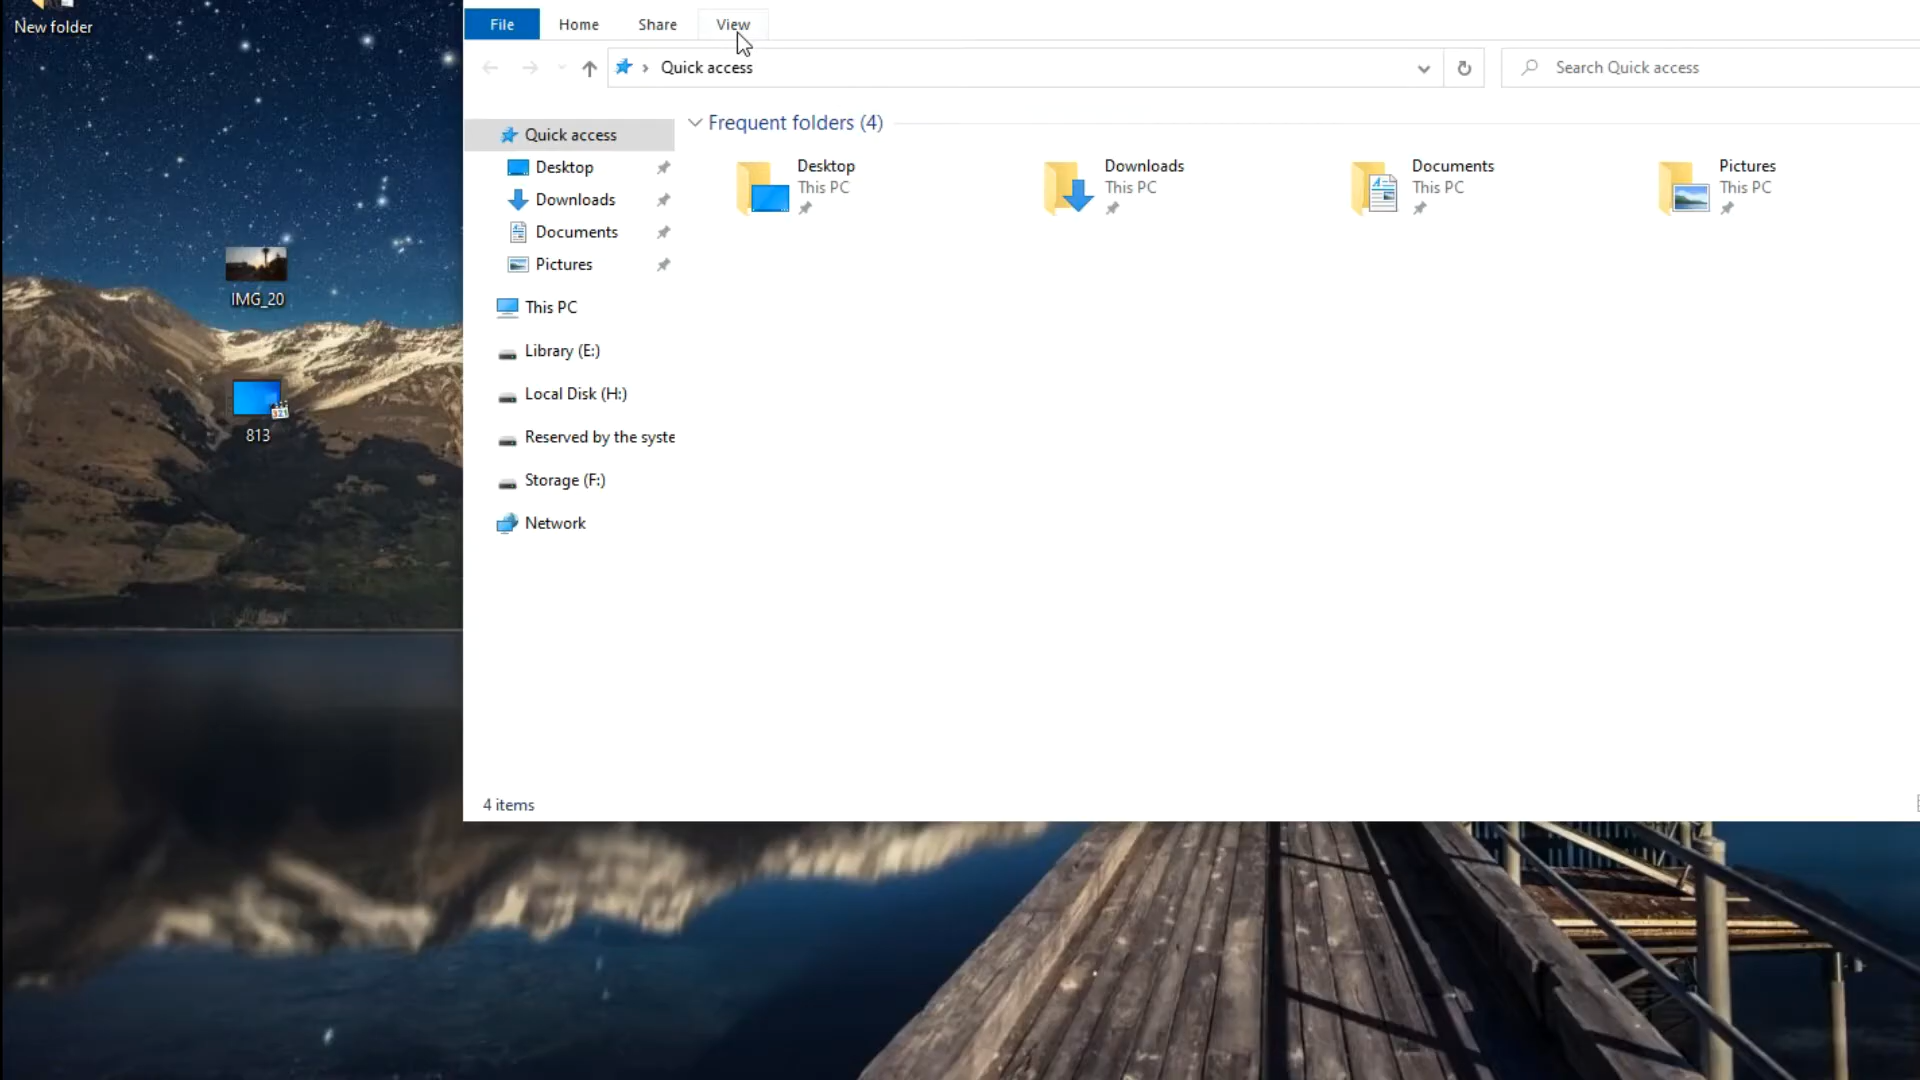 New folder
IMG_20
813
File Home Share View
Quick access
Search Quick access
Quick access
Desktop
Downloads
Documents
Pictures
This PC
Library (E:)
Local Disk (H:)
Reserved by the syste
Storage (F:)
Network
Frequent folders (4)
Desktop
This PC
Downloads
This PC
Documents
This PC
Pictures
This PC
4 items